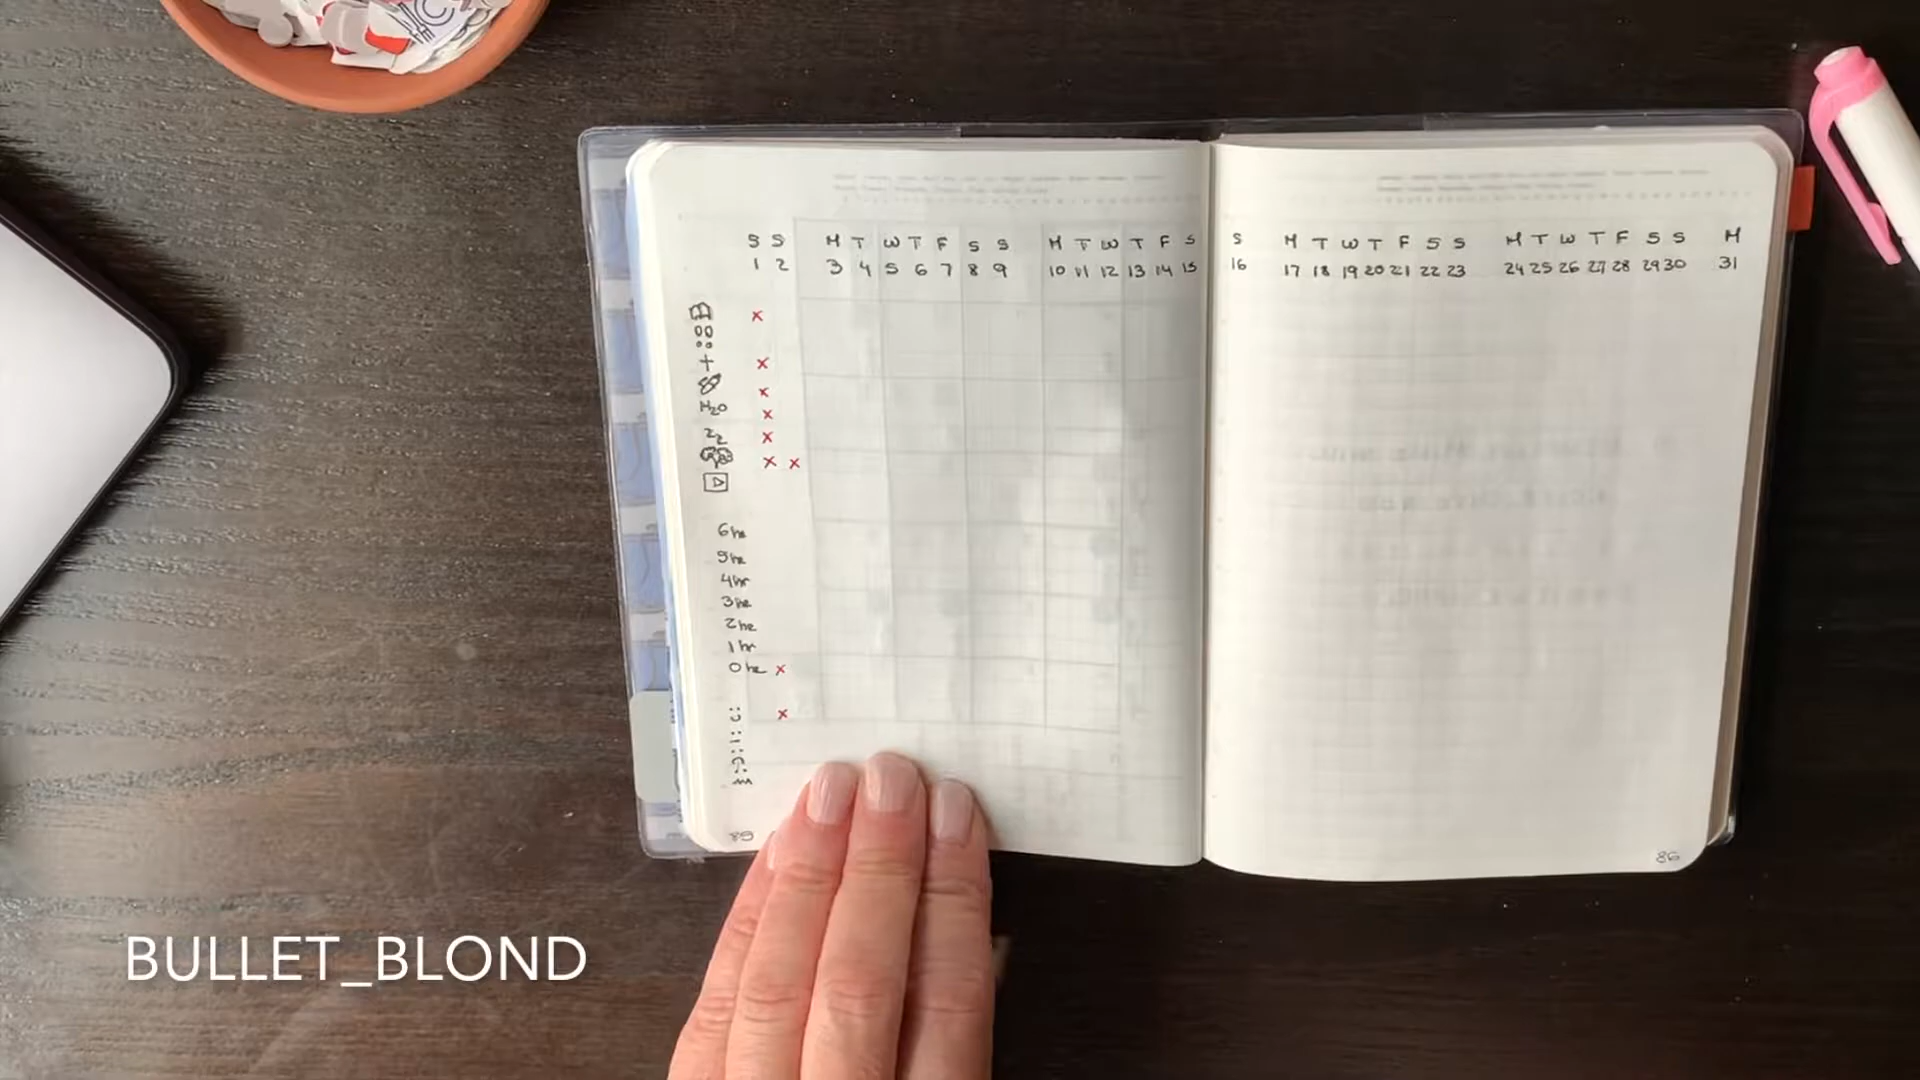 S S M T W T F S S M T W T F S S M T W T F S S M T W T F S S M
1 2 3 4 5 6 7 8 9 10 11 12 13 14 15 16 17 18 19 20 21 22 23 24 25 26 27 28 29 30 31
x
+ x
x
H2O x
zz x
x x
6hr
5hr
4hr
3hr
2hr
1hr
0hr x
x
85
86
BULLET_BLOND